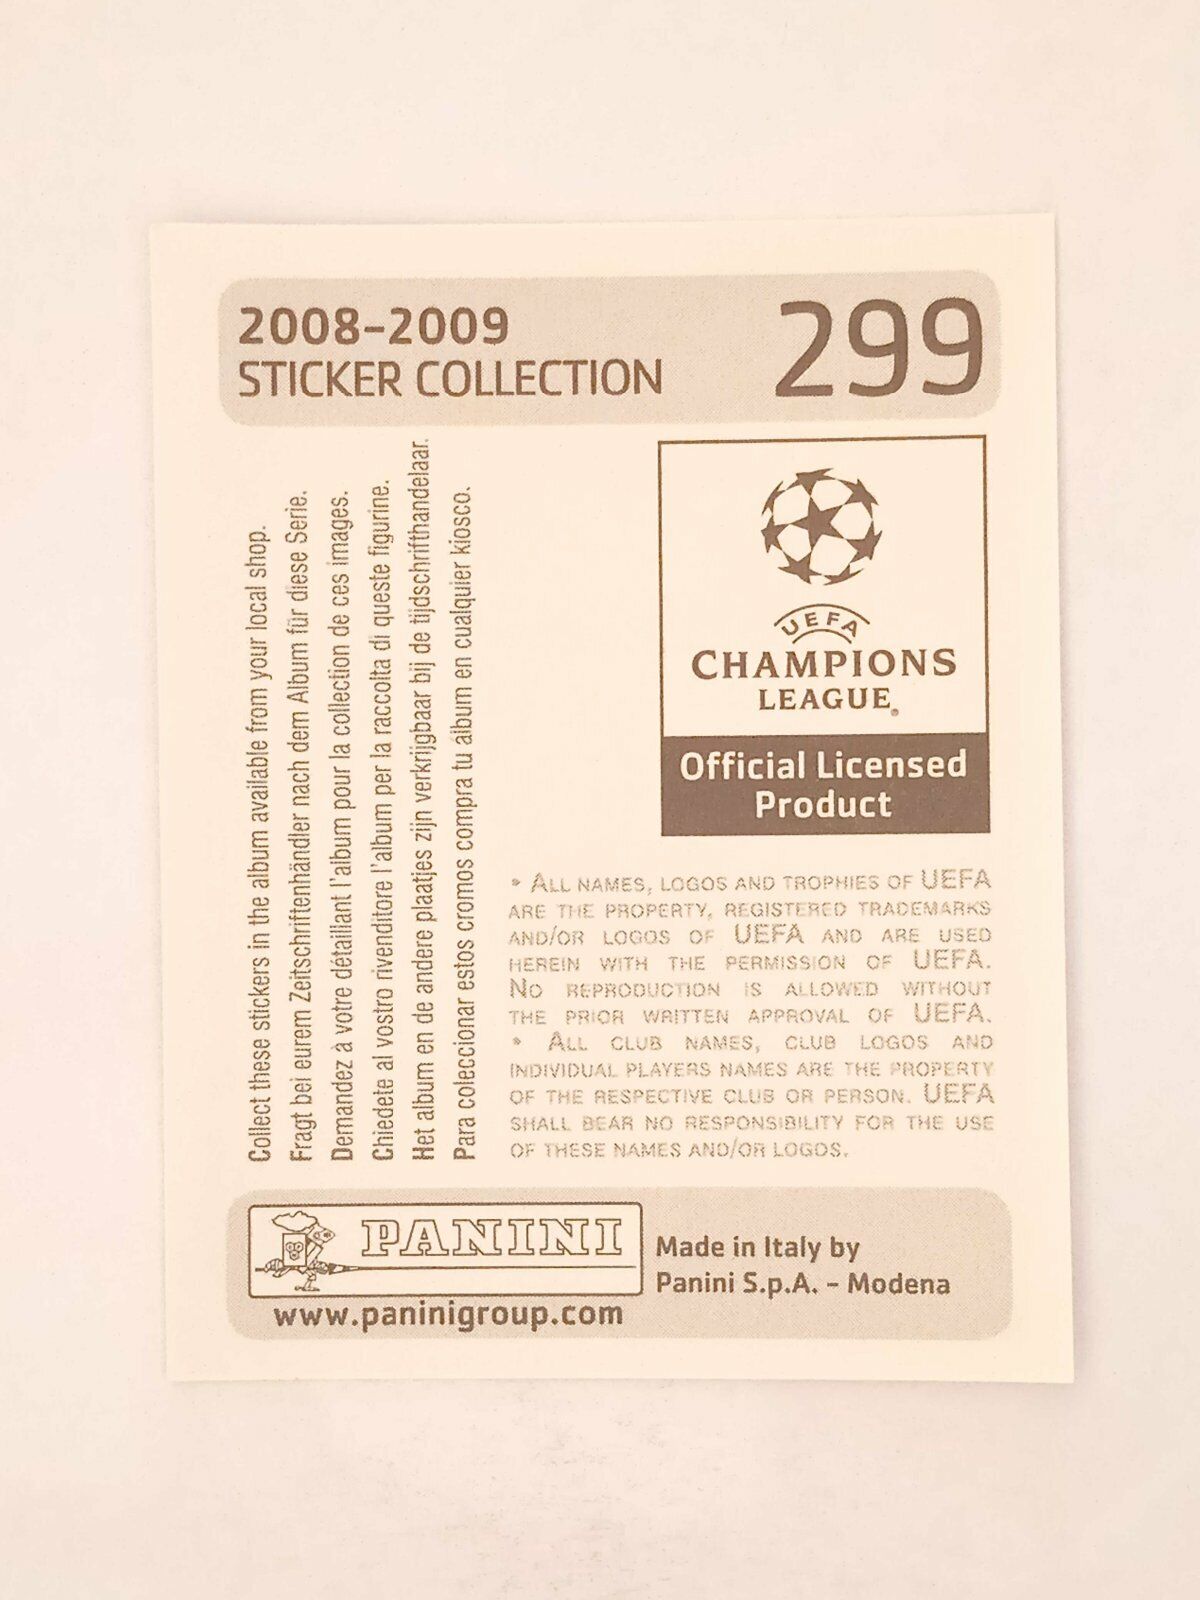 2008-2009
STICKER COLLECTION
299
Collect these stickers in the album available from your local shop.
Fragt bei eurem Zeitschriftenhändler nach dem Album für diese Serie.
Demandez à votre détaillant l'album pour la collection de ces images.
Chiedete al vostro rivenditore l'album per la raccolta di queste figurine.
Het album en de andere plaatjes zijn verkrijgbaar bij de tijdschrifthandelaar.
Para coleccionar estos cromos compra tu álbum en cualquier kiosco.
UEFA
CHAMPIONS
LEAGUE®
Official Licensed
Product
* ALL NAMES, LOGOS AND TROPHIES OF UEFA
ARE THE PROPERTY, REGISTERED TRADEMARKS
AND/OR LOGOS OF UEFA AND ARE USED
HEREIN WITH THE PERMISSION OF UEFA.
NO REPRODUCTION IS ALLOWED WITHOUT
THE PRIOR WRITTEN APPROVAL OF UEFA.
* ALL CLUB NAMES, CLUB LOGOS AND
INDIVIDUAL PLAYERS NAMES ARE THE PROPERTY
OF THE RESPECTIVE CLUB OR PERSON. UEFA
SHALL BEAR NO RESPONSIBILITY FOR THE USE
OF THESE NAMES AND/OR LOGOS.
PANINI
www.paninigroup.com
Made in Italy by
Panini S.p.A. - Modena